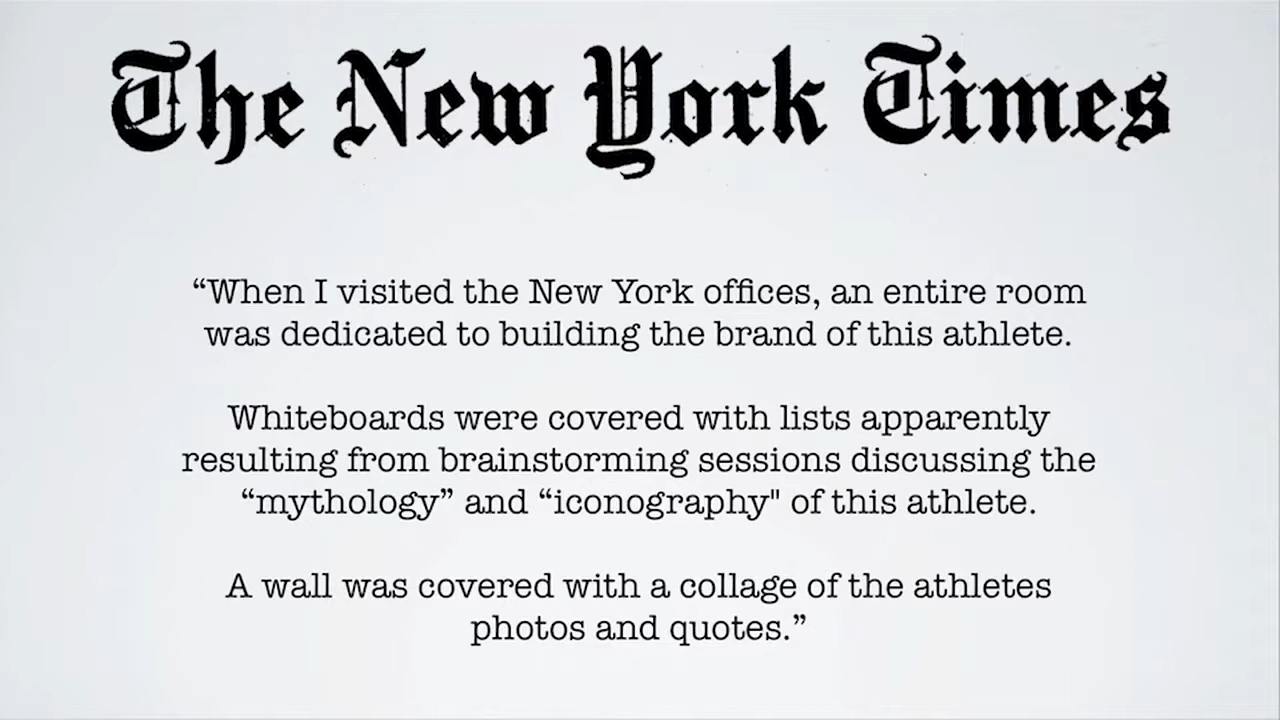 The New York Times
“When I visited the New York offices, an entire room
was dedicated to building the brand of this athlete.
Whiteboards were covered with lists apparently
resulting from brainstorming sessions discussing the
“mythology” and “iconography" of this athlete.
A wall was covered with a collage of the athletes
photos and quotes.”